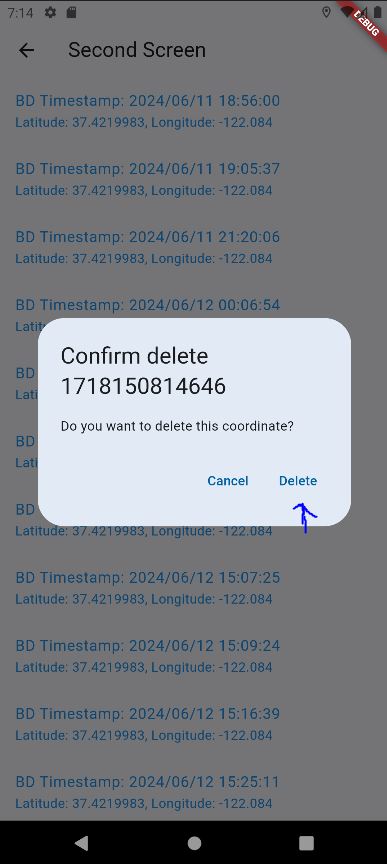 7:14
DEBUG
Second Screen
BD Timestamp: 2024/06/11 18:56:00
Latitude: 37.4219983, Longitude: -122.084
BD Timestamp: 2024/06/11 19:05:37
Latitude: 37.4219983, Longitude: -122.084
BD Timestamp: 2024/06/11 21:20:06
Latitude: 37.4219983, Longitude: -122.084
BD Timestamp: 2024/06/12 00:06:54
Lati
Confirm delete
1718150814646
BD
Lati
Do you want to delete this coordinate?
BD
Lati
Cancel Delete
BD
Latitude: 37.4219983, Longitude: -122.084
BD Timestamp: 2024/06/12 15:07:25
Latitude: 37.4219983, Longitude: -122.084
BD Timestamp: 2024/06/12 15:09:24
Latitude: 37.4219983, Longitude: -122.084
BD Timestamp: 2024/06/12 15:16:39
Latitude: 37.4219983, Longitude: -122.084
BD Timestamp: 2024/06/12 15:25:11
Latitude: 37.4219983, Longitude: -122.084